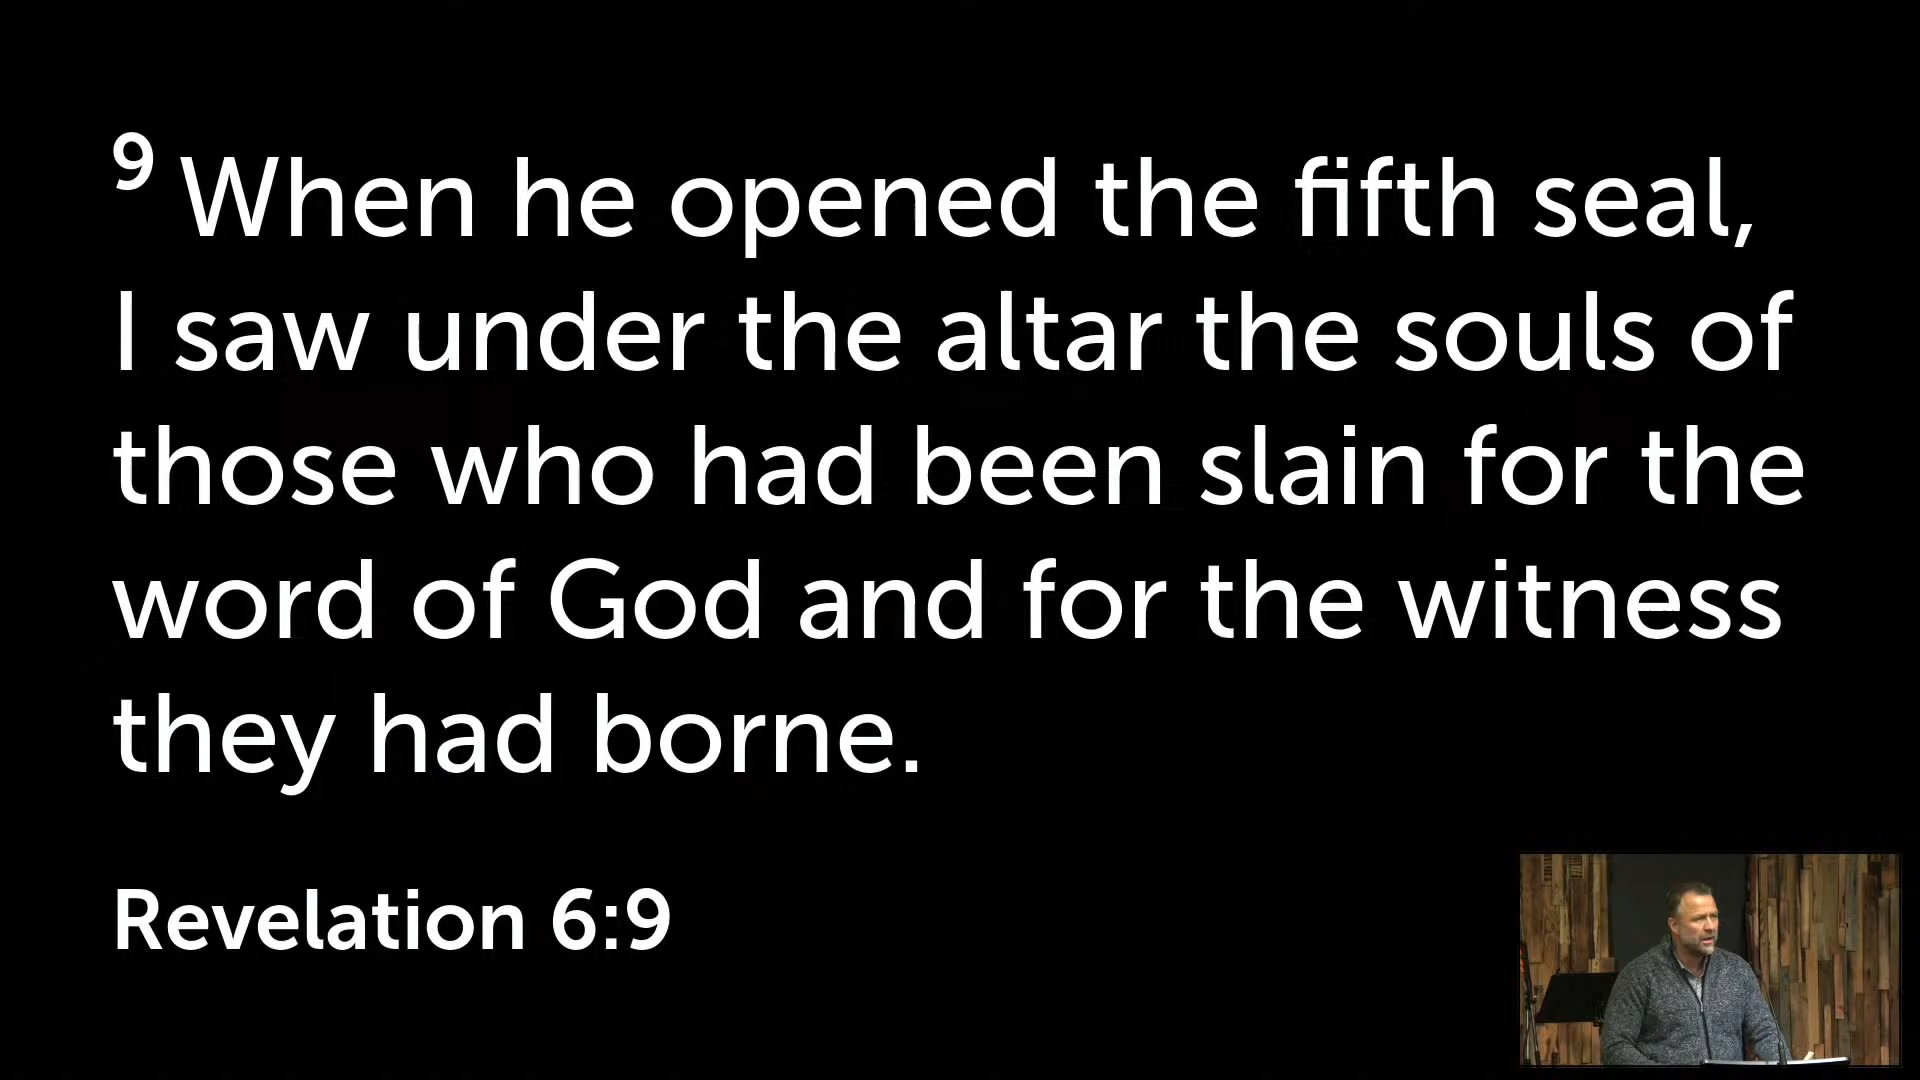 9 When he opened the fifth seal,
I saw under the altar the souls of
those who had been slain for the
word of God and for the witness
they had borne.
Revelation 6:9